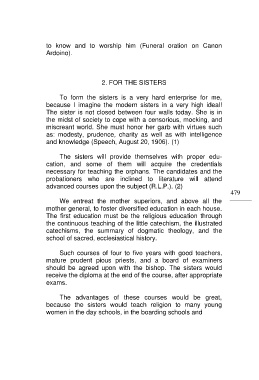 to know and to worship him (Funeral oration on Canon
Ardoino).
2. FOR THE SISTERS
To form the sisters is a very hard enterprise for me,
because I imagine the modern sisters in a very high ideal!
The sister is not closed between four walls today. She is in
the midst of society to cope with a censorious, mocking, and
miscreant world. She must honor her garb with virtues such
as: modesty, prudence, charity as well as with intelligence
and knowledge (Speech, August 20, 1906). (1)
The sisters will provide themselves with proper edu-
cation, and some of them will acquire the credentials
necessary for teaching the orphans. The candidates and the
probationers who are inclined to literature will attend
advanced courses upon the subject (R.L.P.). (2)
479
We entreat the mother superiors, and above all the
mother general, to foster diversified education in each house.
The first education must be the religious education through
the continuous teaching of the little catechism, the illustrated
catechisms, the summary of dogmatic theology, and the
school of sacred, ecclesiastical history.
Such courses of four to five years with good teachers,
mature prudent pious priests, and a board of examiners
should be agreed upon with the bishop. The sisters would
receive the diploma at the end of the course, after appropriate
exams.
The advantages of these courses would be great,
because the sisters would teach religion to many young
women in the day schools, in the boarding schools and